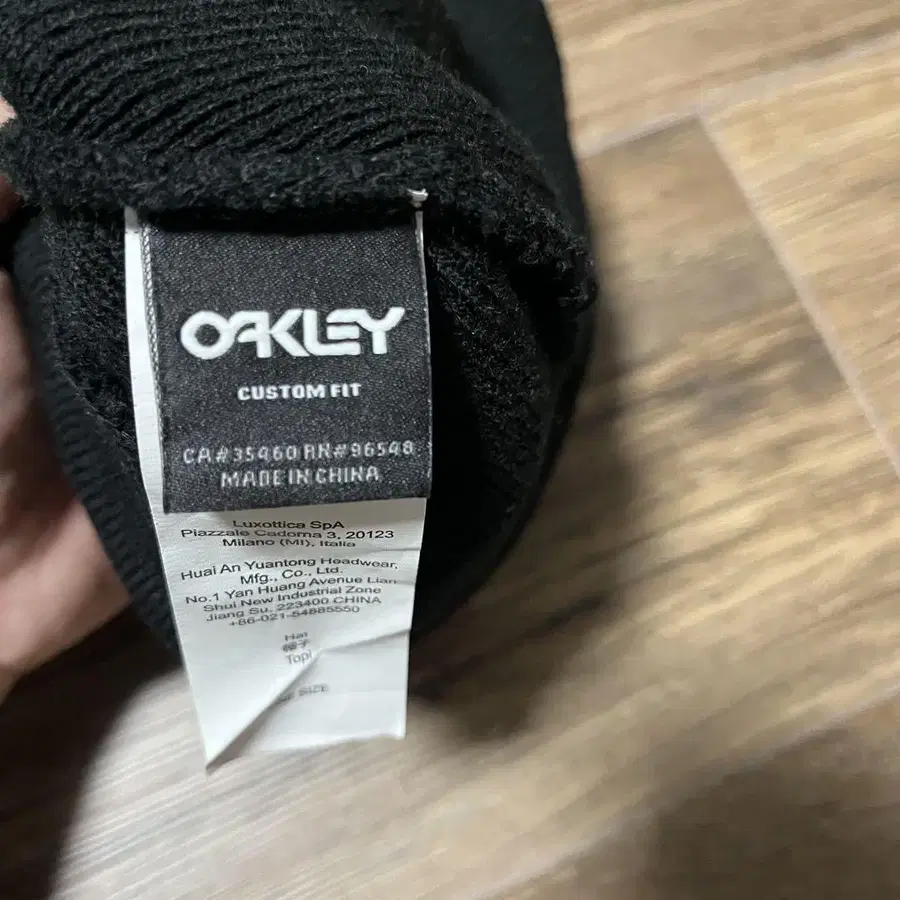 OAKLEY
CUSTOM FIT
CA#35460 RN#96548
MADE IN CHINA
Luxottica SpA
Piazzale Cadorna 3, 20123
Milano (MI), Italia
Huai An Yuantong Headwear,
Mfg., Co., Ltd.
No.1 Yan Huang Avenue Lian
Shui New Industrial Zone
Jiang Su, 223400 CHINA
+86-021-54885550
Hat
帽子
Topi
SIZE